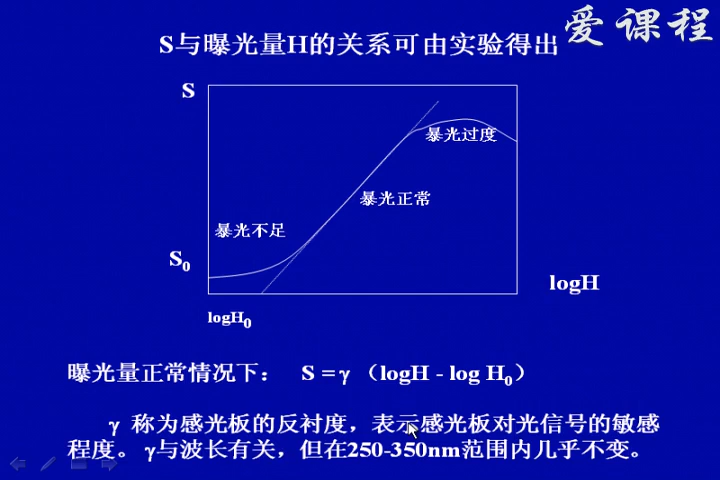 爱课程
S与曝光量H的关系可由实验得出
S
暴光过度
暴光正常
暴光不足
S₀
logH
logH₀
曝光量正常情况下： S = γ （logH - log H₀）
γ 称为感光板的反衬度，表示感光板对光信号的敏感
程度。 γ与波长有关，但在250-350nm范围内几乎不变。